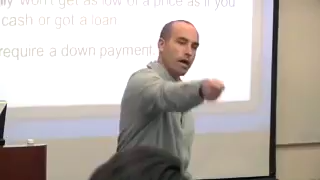 won't get as low of a price as if you
cash or got a loan.
require a down payment